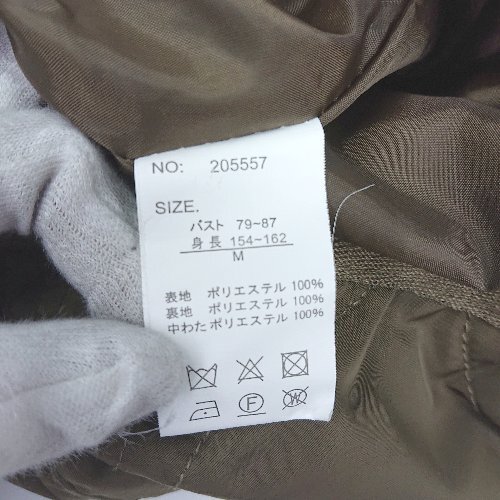 NO: 205557
SIZE.
バスト 79~87
身長 154~162
M
表地 ポリエステル 100%
裏地 ポリエステル 100%
中わた ポリエステル 100%
F
W